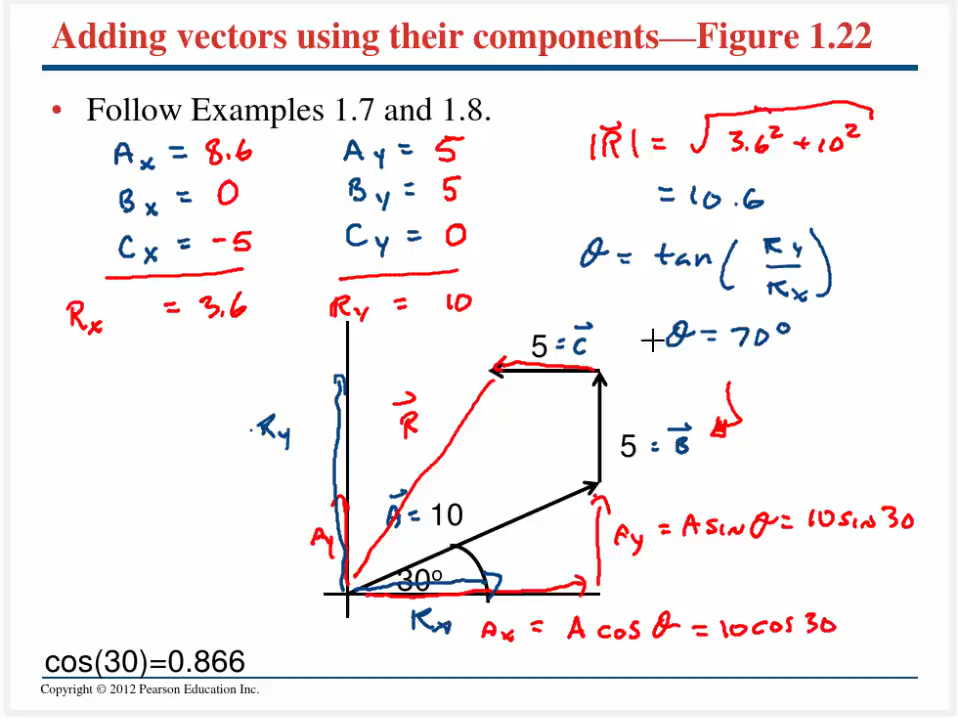 Adding vectors using their components—Figure 1.22
• Follow Examples 1.7 and 1.8.
Ax = 8.6
Bx = 0
Cx = -5
Rx = 3.6
Ay = 5
By = 5
Cy = 0
Ry = 10
|R⃗| = √3.6² + 10²
= 10.6
θ = tan(Ry/Rx)
+θ = 70°
5 = C⃗
Ry
R⃗
5 = B⃗
A⃗ = 10
Ay
Ay = A sin θ = 10 sin 30
30º
Rx
Ax = A cos θ = 10 cos 30
cos(30)=0.866
Copyright © 2012 Pearson Education Inc.